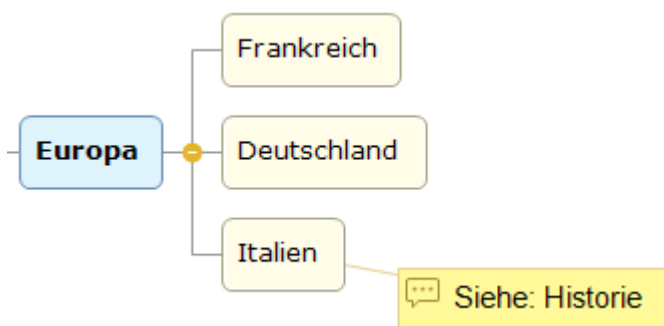 Frankreich
Europa
Deutschland
Italien
Siehe: Historie